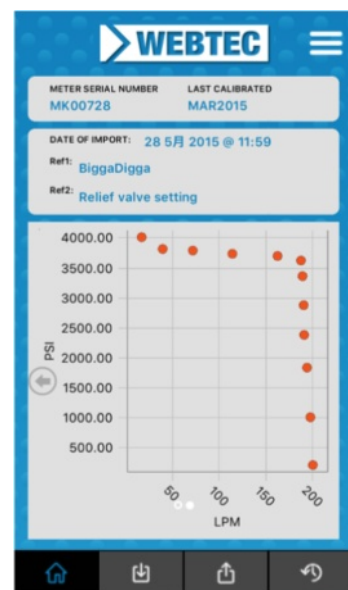 WEBTEC
METER SERIAL NUMBER LAST CALIBRATED
MK00728 MAR2015
DATE OF IMPORT: 28 5月 2015 @ 11:59
Ref1: BiggaDigga
Ref2: Relief valve setting
4000.00
3500.00
3000.00
2500.00
PSI
2000.00
1500.00
1000.00
500.00
50 100 150 200
LPM